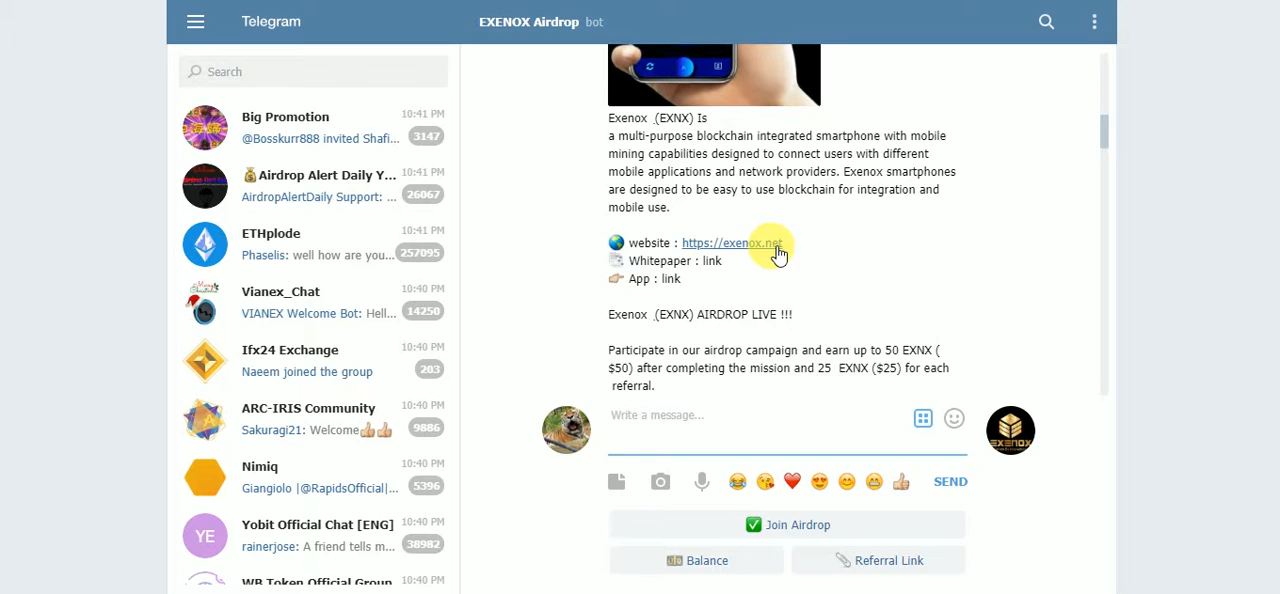 Telegram
EXENOX Airdrop bot
Search
Big Promotion 10:41 PM
@Bosskurr888 invited Shafi... 3147
💰Airdrop Alert Daily Y... 10:41 PM
AirdropAlertDaily Support: ... 26067
ETHplode 10:41 PM
Phaselis: well how are you... 257095
Vianex_Chat 10:40 PM
VIANEX Welcome Bot: Hell... 14250
Ifx24 Exchange 10:40 PM
Naeem joined the group 203
ARC-IRIS Community 10:40 PM
Sakuragi21: Welcome👍👍 9886
Nimiq 10:40 PM
Giangiolo |@RapidsOfficial|... 5396
YE
Yobit Official Chat [ENG] 10:40 PM
rainerjose: A friend tells m... 38982
WB Token Official Group 10:40 PM
Exenox (EXNX) Is
a multi-purpose blockchain integrated smartphone with mobile
mining capabilities designed to connect users with different
mobile applications and network providers. Exenox smartphones
are designed to be easy to use blockchain for integration and
mobile use.
🌎 website : https://exenox.net
📑 Whitepaper : link
👉 App : link
Exenox (EXNX) AIRDROP LIVE !!!
Participate in our airdrop campaign and earn up to 50 EXNX (
$50) after completing the mission and 25 EXNX ($25) for each
referral.
Write a message...
EXENOX
😂 😘 ❤️ 😍 😊 😁 👍 SEND
✅ Join Airdrop
💵 Balance
📎 Referral Link